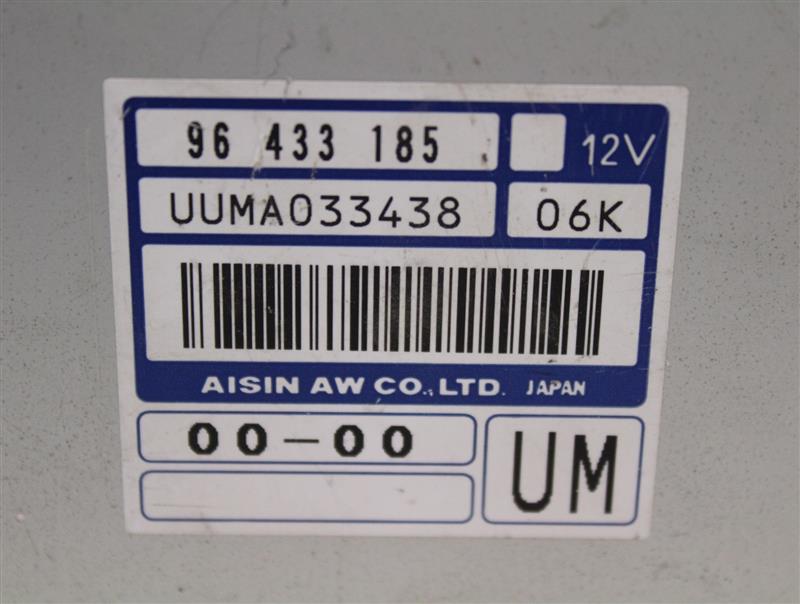 96 433 185 12V
UUMA033438 06K
AISIN AW CO.,LTD. JAPAN
00-00
UM